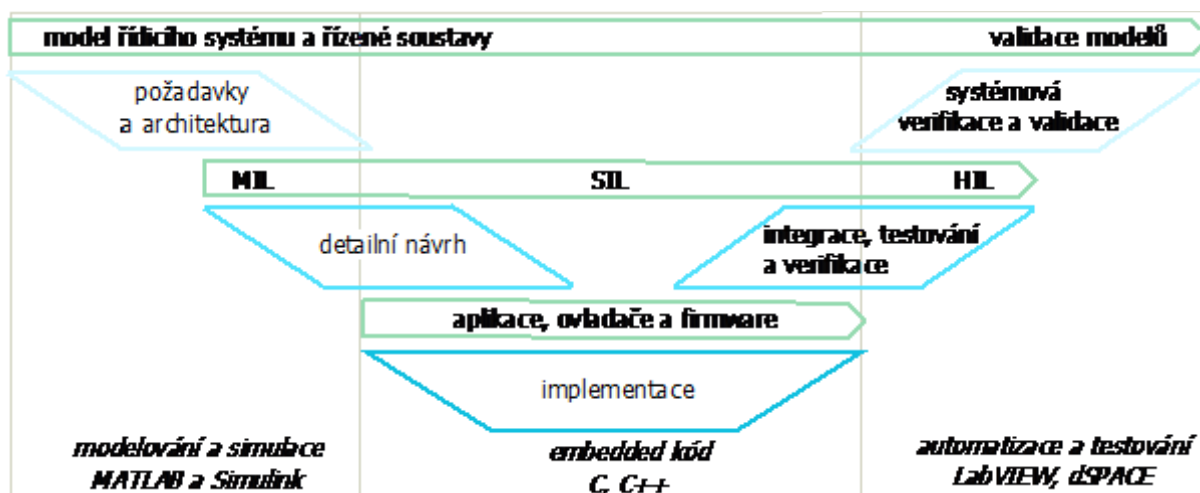 model řídicího systému a řízené soustavy validace modelů
požadavky
a architektura
systémová
verifikace a validace
MIL SIL HIL
detailní návrh
integrace, testování
a verifikace
aplikace, ovladače a firmware
implementace
modelování a simulace
MATLAB a Simulink
embedded kód
C, C++
automatizace a testování
LabVIEW, dSPACE